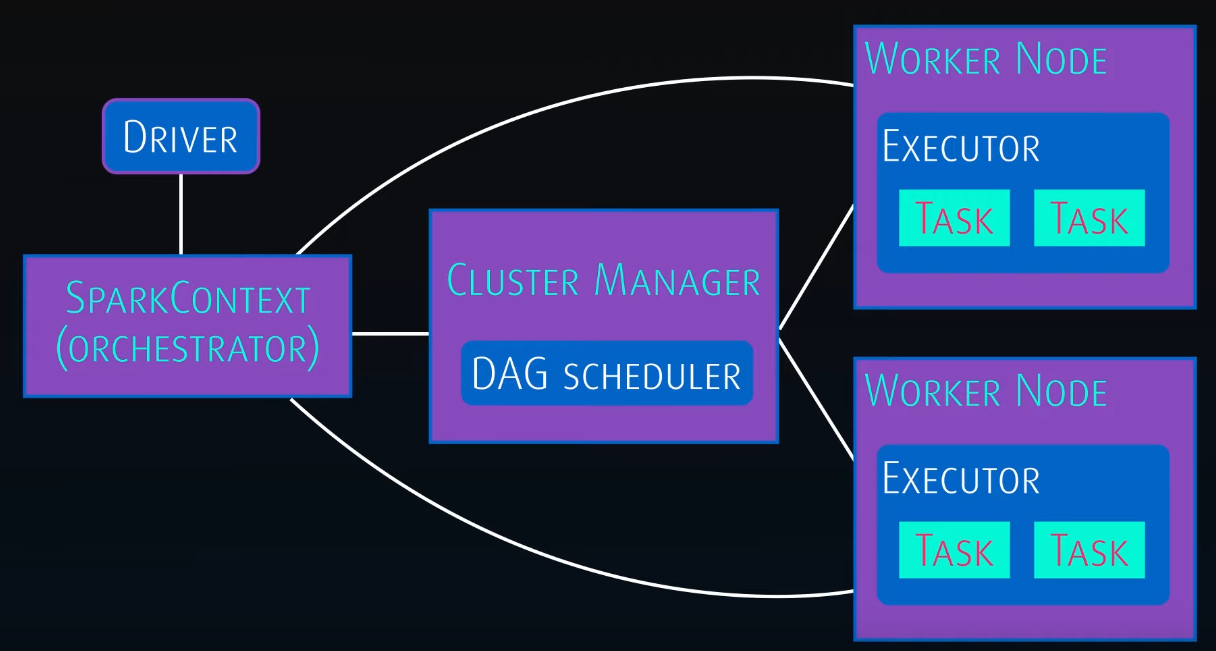 Driver
SparkContext
(orchestrator)
Cluster Manager
DAG scheduler
Worker Node
Executor
Task Task
Worker Node
Executor
Task Task